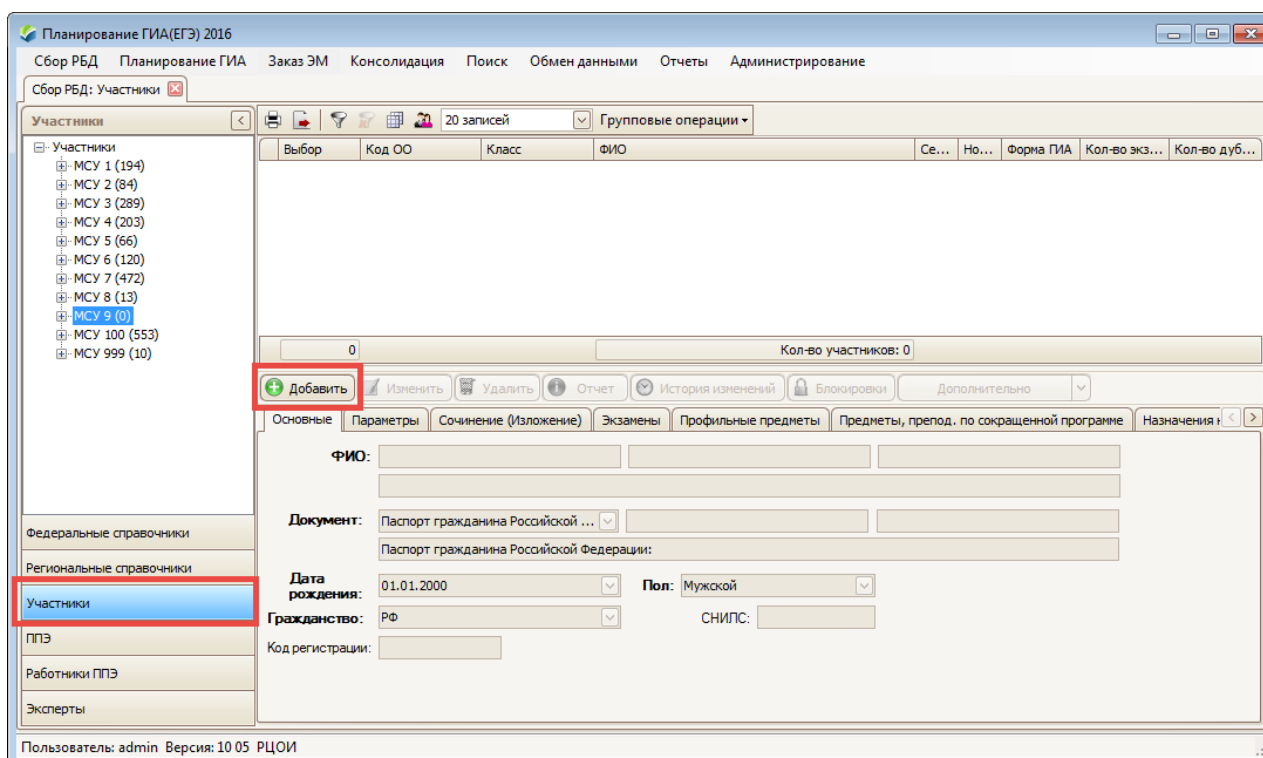 Планирование ГИА(ЕГЭ) 2016
Сбор РБД Планирование ГИА Заказ ЭМ Консолидация Поиск Обмен данными Отчеты Администрирование
Сбор РБД: Участники
Участники
20 записей Групповые операции
Участники
МСУ 1 (194)
МСУ 2 (84)
МСУ 3 (289)
МСУ 4 (203)
МСУ 5 (66)
МСУ 6 (120)
МСУ 7 (472)
МСУ 8 (13)
МСУ 9 (0)
МСУ 100 (553)
МСУ 999 (10)
Федеральные справочники
Региональные справочники
Участники
ППЭ
Работники ППЭ
Эксперты
Выбор Код ОО Класс ФИО Се... Но... Форма ГИА Кол-во экз... Кол-во дуб...
0 Кол-во участников: 0
Добавить Изменить Удалить Отчет История изменений Блокировки Дополнительно
Основные Параметры Сочинение (Изложение) Экзамены Профильные предметы Предметы, препод. по сокращенной программе Назначения
ФИО:
Документ: Паспорт гражданина Российской ...
Паспорт гражданина Российской Федерации:
Дата рождения: 01.01.2000 Пол: Мужской
Гражданство: РФ СНИЛС:
Код регистрации:
Пользователь: admin Версия: 10 05 РЦОИ